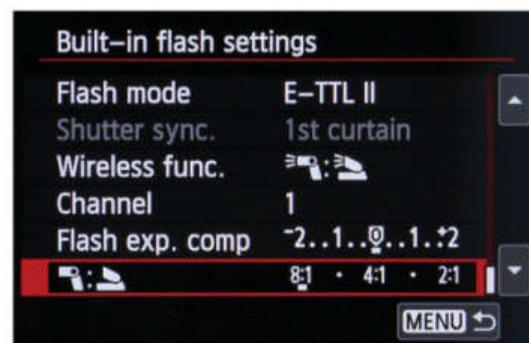 Built-in flash settings
Flash mode E-TTL II
Shutter sync. 1st curtain
Wireless func. :
Channel 1
Flash exp. comp -2..1..0..1..+2
: 8:1 · 4:1 · 2:1
MENU